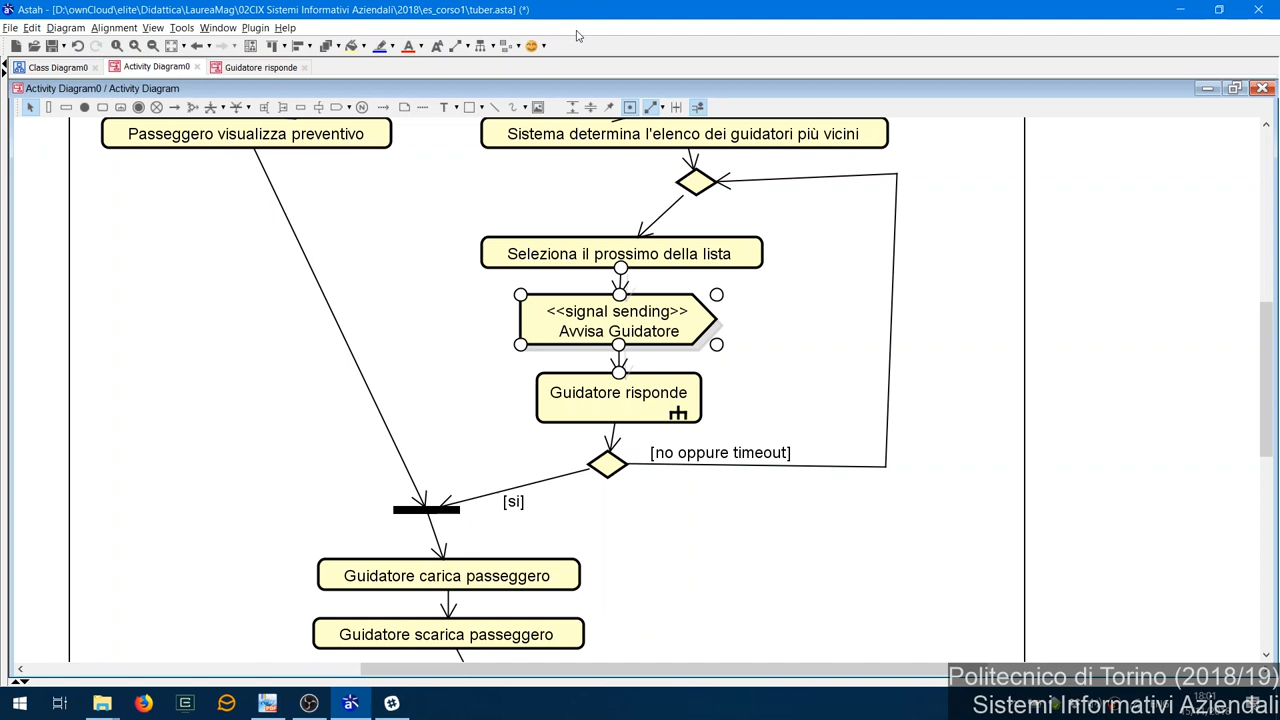 Astah - [D:\ownCloud\elite\Didattica\LaureaMag\02CIX Sistemi Informativi Aziendali\2018\es_corso1\tuber.asta] (*)
File Edit Diagram Alignment View Tools Window Plugin Help
Class Diagram0 Activity Diagram0 Guidatore risponde
Activity Diagram0 / Activity Diagram
Passeggero visualizza preventivo
Sistema determina l'elenco dei guidatori più vicini
Seleziona il prossimo della lista
<<signal sending>>
Avvisa Guidatore
Guidatore risponde
[no oppure timeout]
[si]
Guidatore carica passeggero
Guidatore scarica passeggero
Politecnico di Torino (2018/19)
18:01
Sistemi Informativi Aziendali